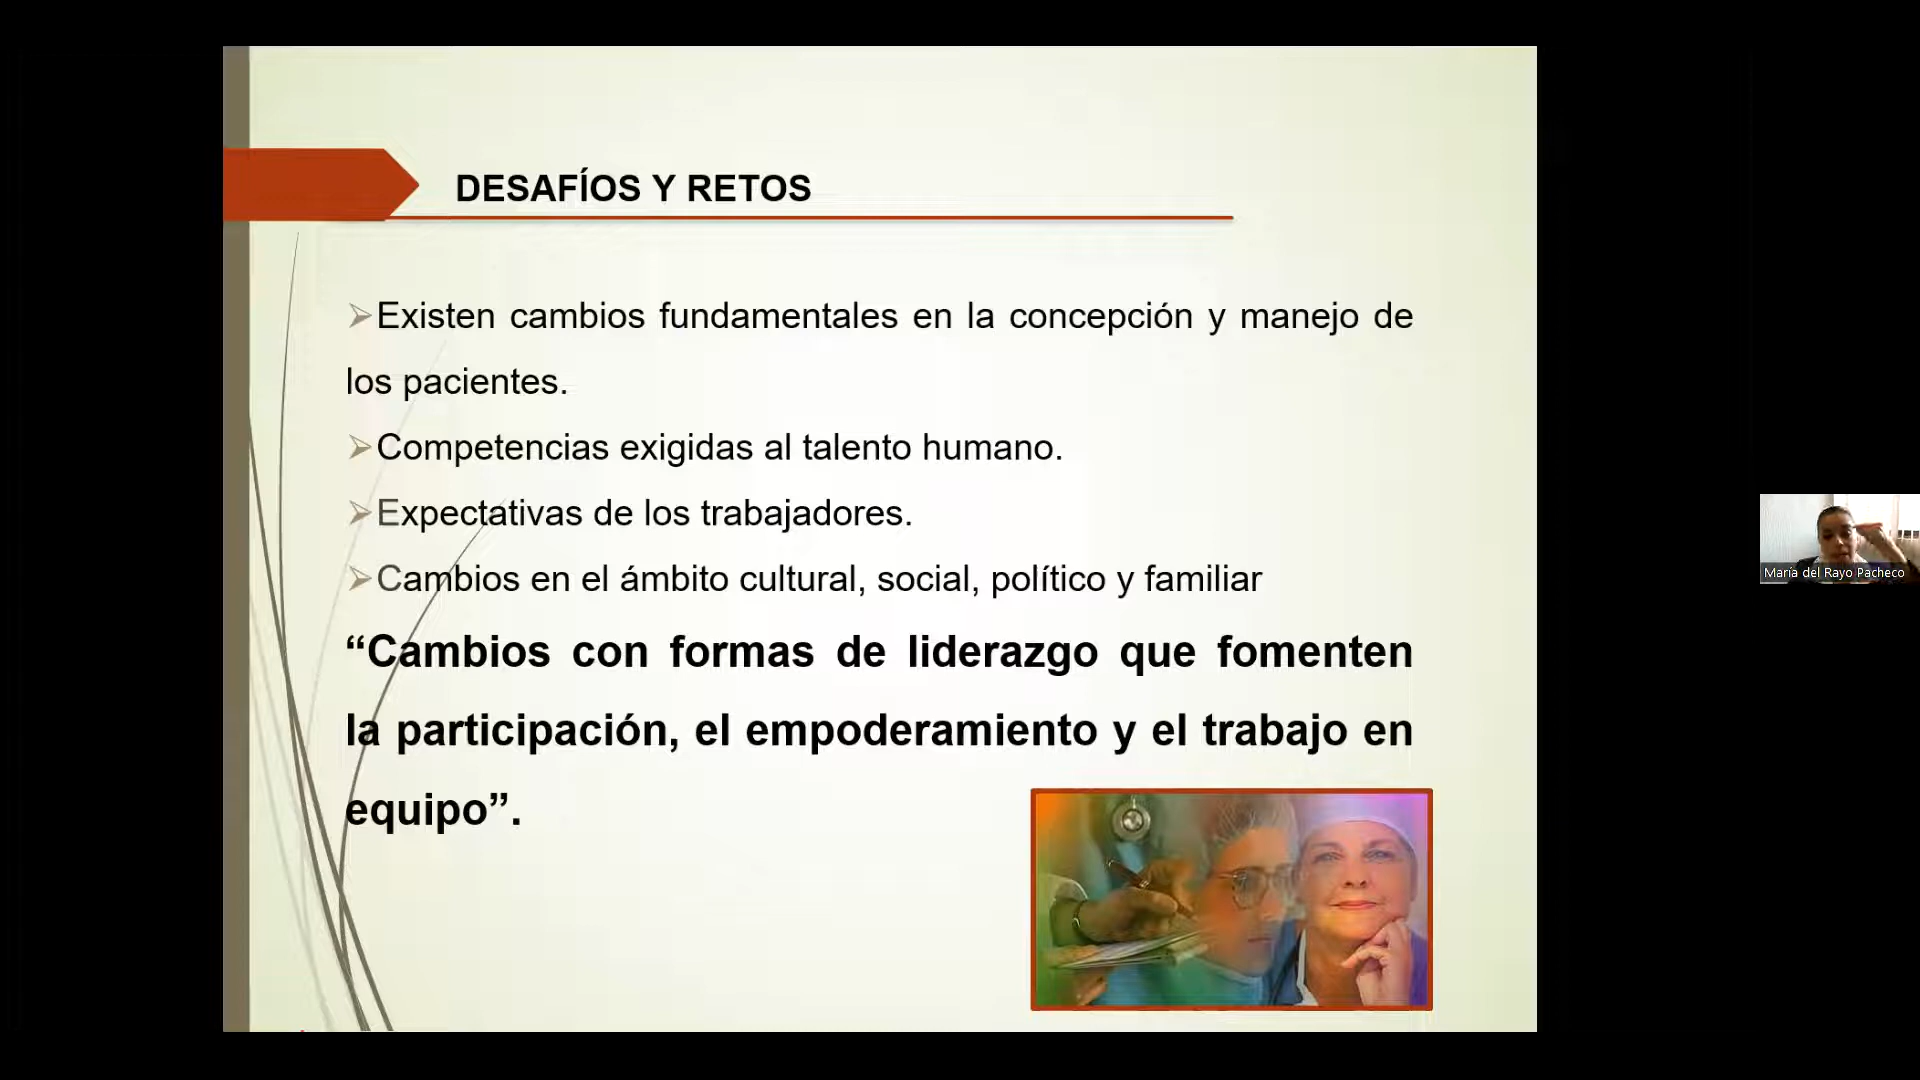 DESAFÍOS Y RETOS
➢Existen cambios fundamentales en la concepción y manejo de
los pacientes.
➢Competencias exigidas al talento humano.
➢Expectativas de los trabajadores.
➢Cambios en el ámbito cultural, social, político y familiar
“Cambios con formas de liderazgo que fomenten
la participación, el empoderamiento y el trabajo en
equipo”.
María del Rayo Pacheco